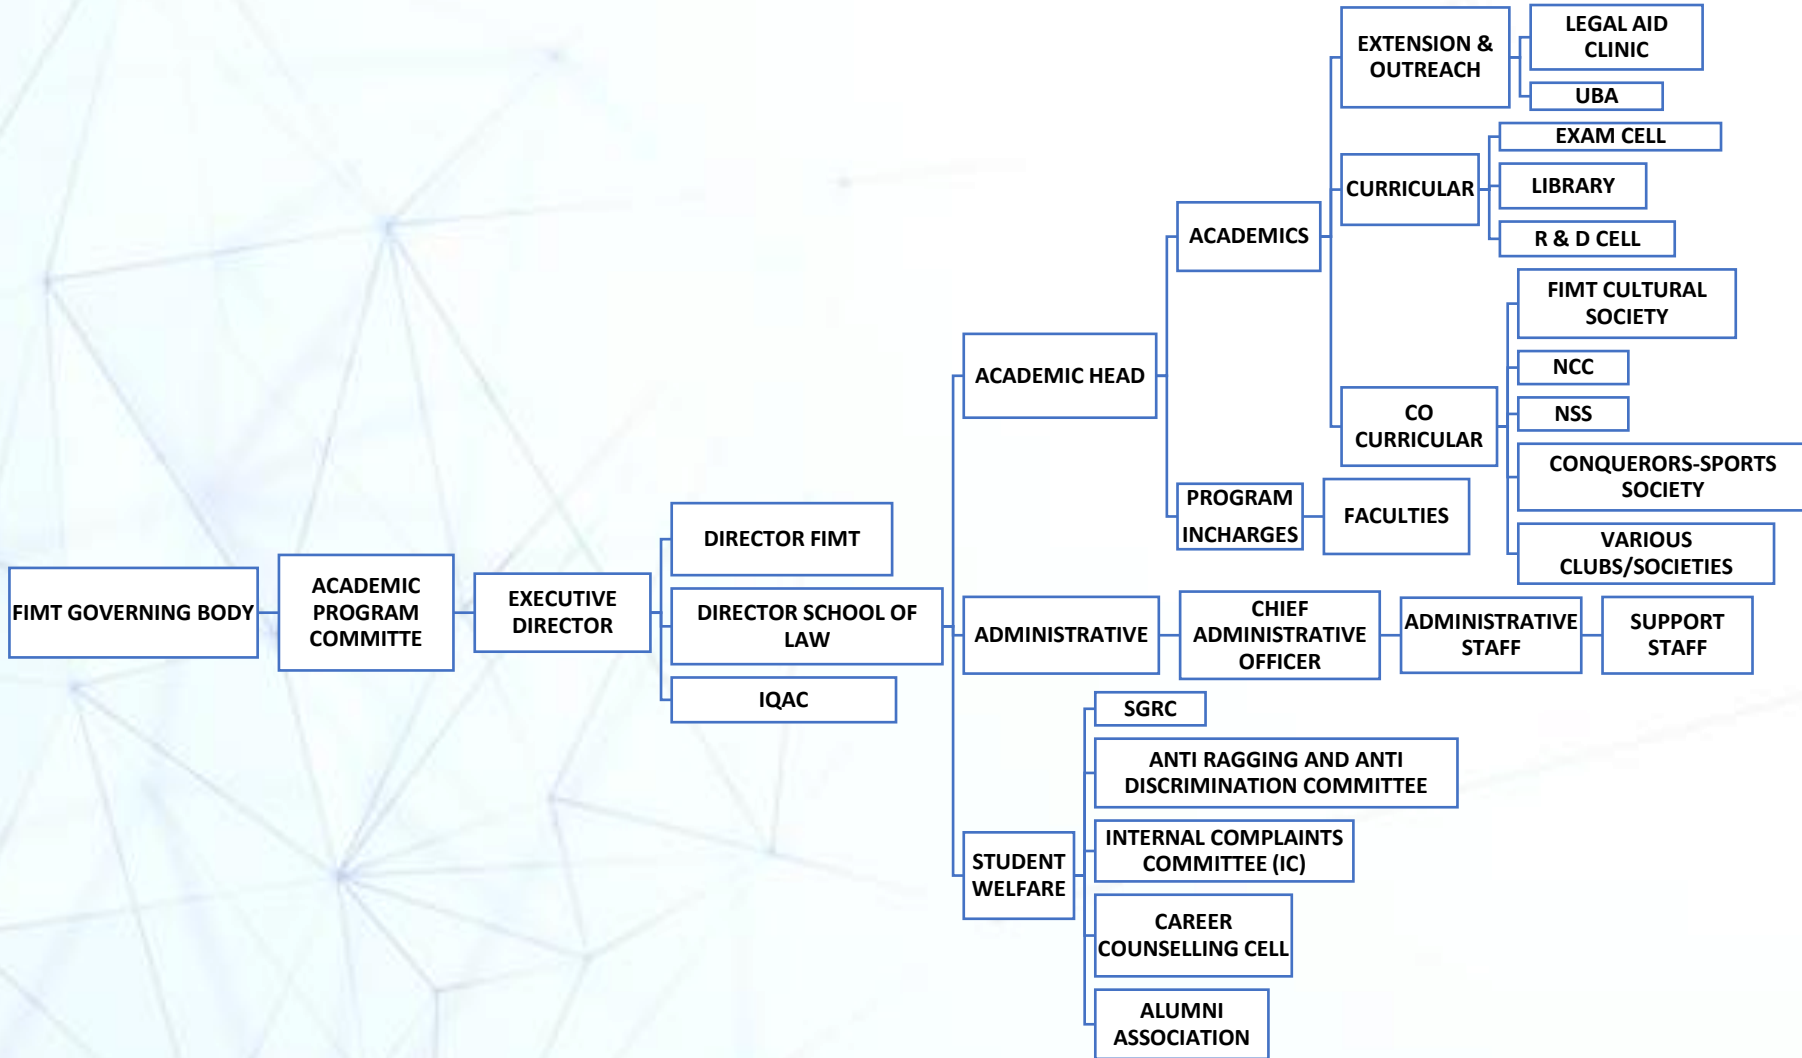 FIMT GOVERNING BODY
ACADEMIC
PROGRAM
COMMITTE
EXECUTIVE
DIRECTOR
DIRECTOR FIMT
DIRECTOR SCHOOL OF
LAW
IQAC
ACADEMIC HEAD
ACADEMICS
EXTENSION &
OUTREACH
LEGAL AID
CLINIC
UBA
CURRICULAR
EXAM CELL
LIBRARY
R & D CELL
CO
CURRICULAR
FIMT CULTURAL
SOCIETY
NCC
NSS
CONQUERORS-SPORTS
SOCIETY
VARIOUS
CLUBS/SOCIETIES
PROGRAM
INCHARGES
FACULTIES
ADMINISTRATIVE
CHIEF
ADMINISTRATIVE
OFFICER
ADMINISTRATIVE
STAFF
SUPPORT
STAFF
STUDENT
WELFARE
SGRC
ANTI RAGGING AND ANTI
DISCRIMINATION COMMITTEE
INTERNAL COMPLAINTS
COMMITTEE (IC)
CAREER
COUNSELLING CELL
ALUMNI
ASSOCIATION